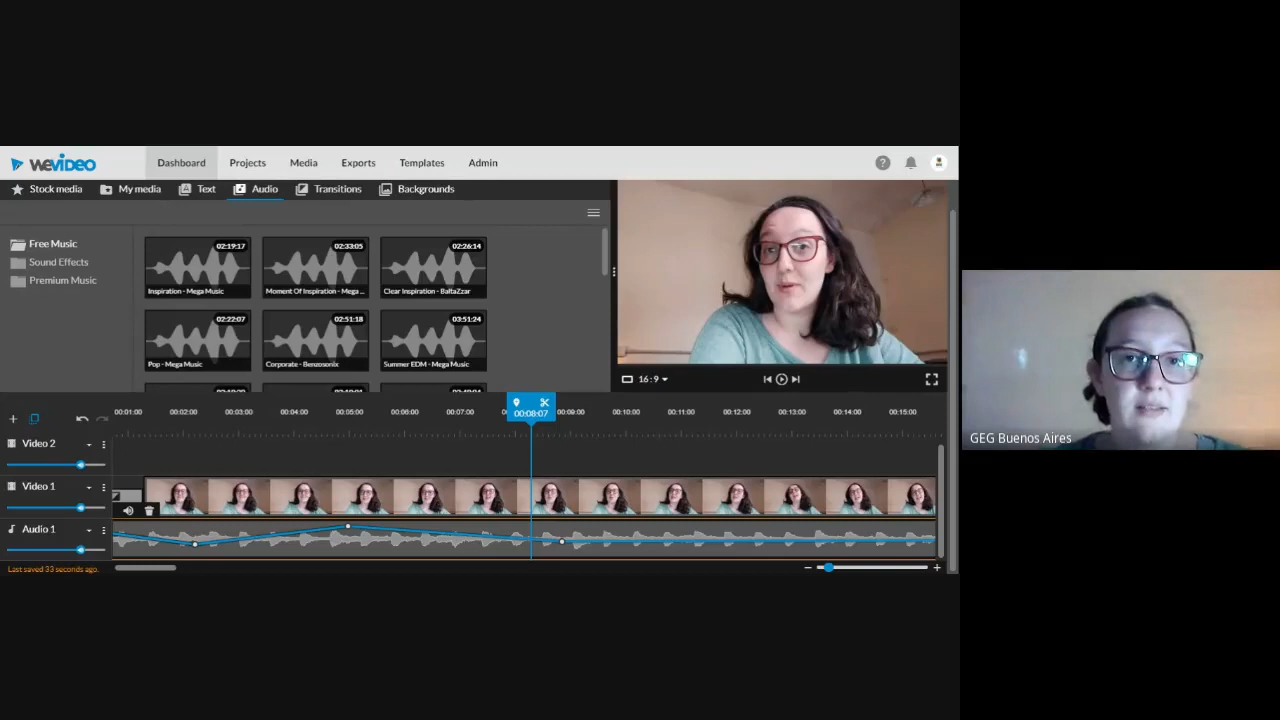 WEVIDEO
Dashboard Projects Media Exports Templates Admin
Stock media My media Text Audio Transitions Backgrounds
Free Music
Sound Effects
Premium Music
02:19:17 02:33:05 02:26:14
Inspiration - Mega Music Moment Of Inspiration - Mega ... Clear Inspiration - BaltaZzar
02:22:07 02:51:18 03:51:24
Pop - Mega Music Corporate - Benzosonix Summer EDM - Mega Music
16:9
00:01:00 00:02:00 00:03:00 00:04:00 00:05:00 00:06:00 00:07:00 00:08:07 00:09:00 00:10:00 00:11:00 00:12:00 00:13:00 00:14:00 00:15:00
Video 2
Video 1
Audio 1
Last saved 33 seconds ago.
GEG Buenos Aires